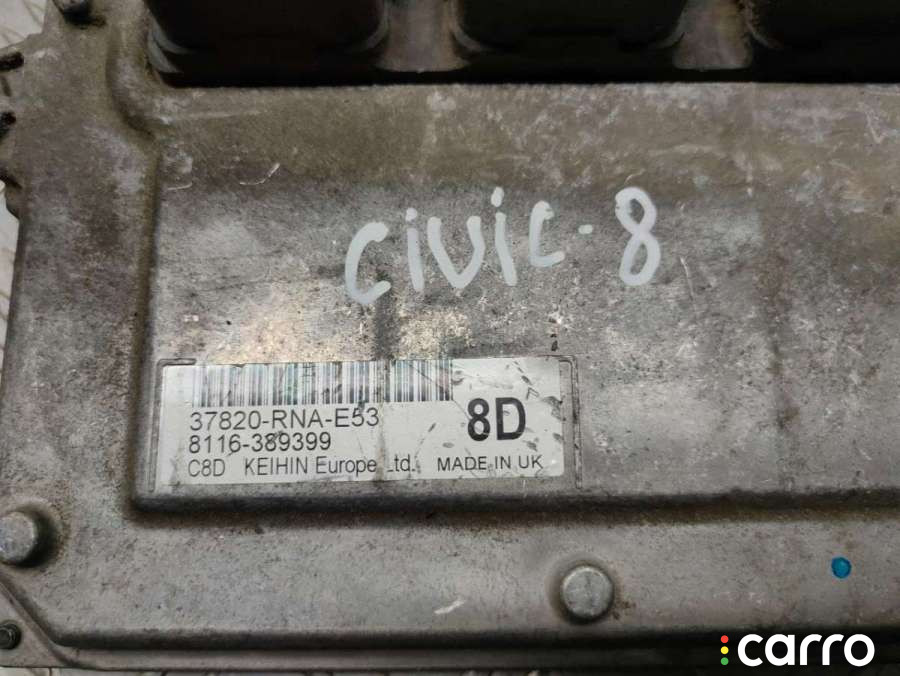 CiViC-8
37820-RNA-E53
8D
8116-389399
C8D KEIHIN Europe Ltd. MADE IN UK
carro